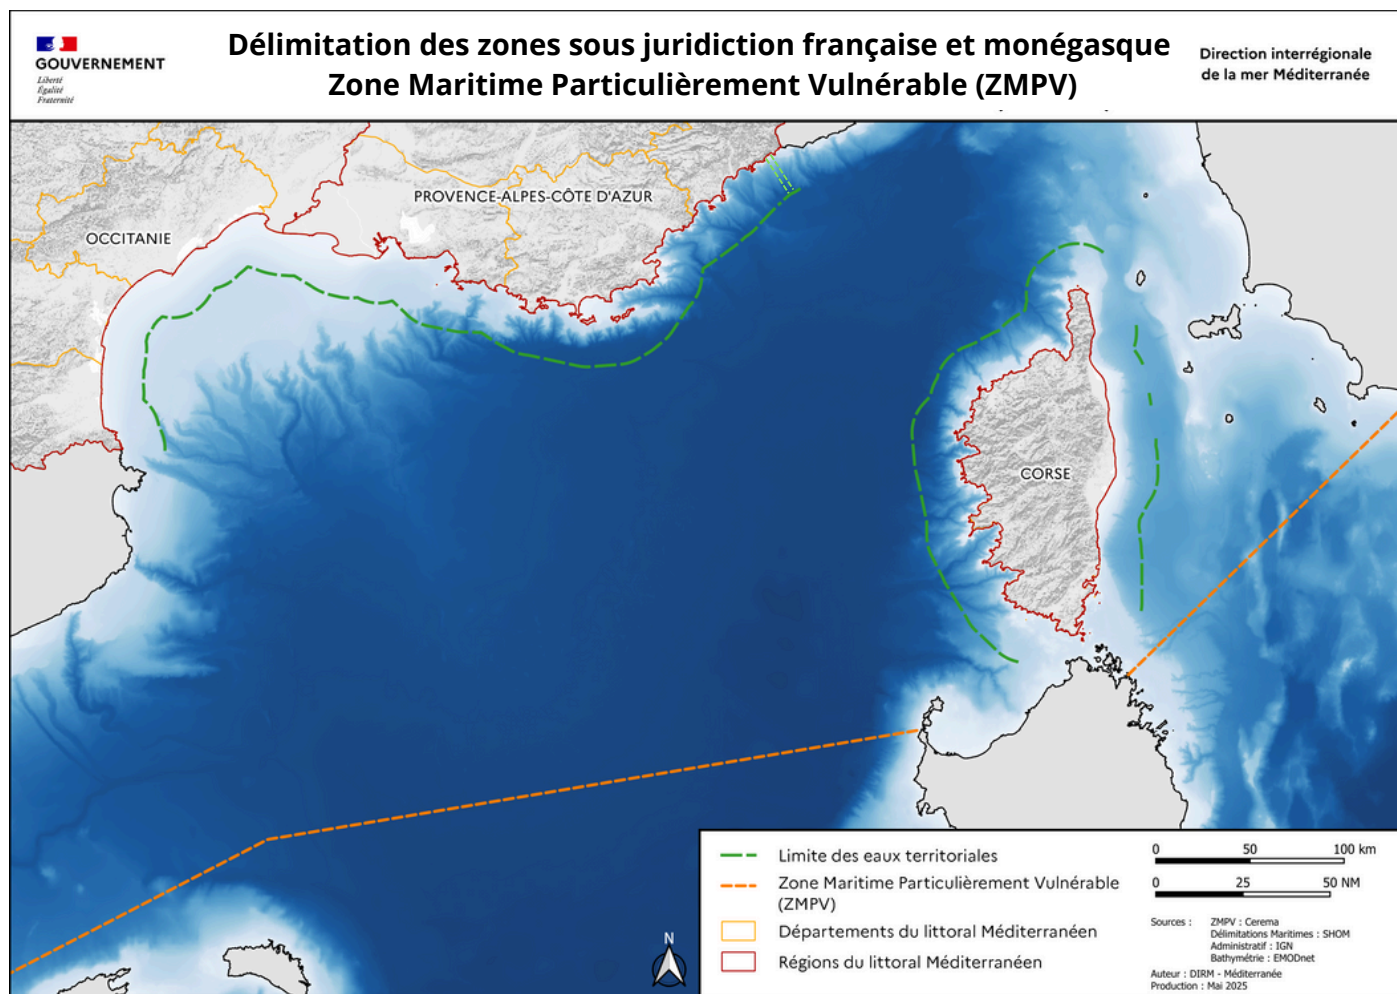 GOUVERNEMENT
Liberté
Égalité
Fraternité
Délimitation des zones sous juridiction française et monégasque
Zone Maritime Particulièrement Vulnérable (ZMPV)
Direction interrégionale
de la mer Méditerranée
PROVENCE-ALPES-CÔTE D'AZUR
OCCITANIE
CORSE
N
Limite des eaux territoriales
Zone Maritime Particulièrement Vulnérable
(ZMPV)
Départements du littoral Méditerranéen
Régions du littoral Méditerranéen
0 50 100 km
0 25 50 NM
Sources : ZMPV : Cerema
Délimitations Maritimes : SHOM
Administratif : IGN
Bathymétrie : EMODnet
Auteur : DIRM - Méditerranée
Production : Mai 2025